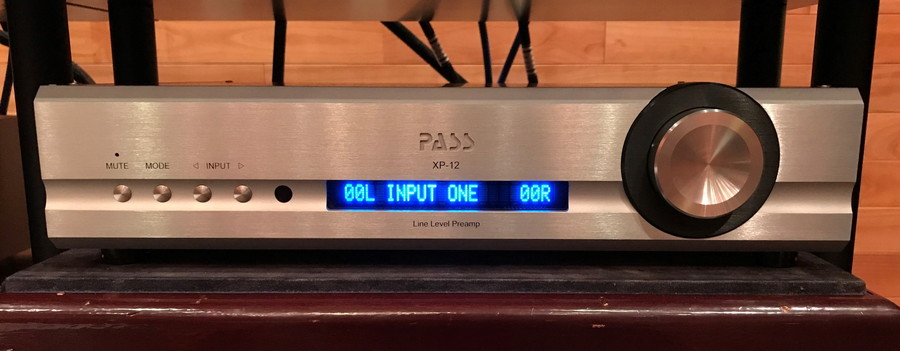 PASS
XP-12
MUTE MODE ◁ INPUT ▷
00L INPUT ONE 00R
Line Level Preamp